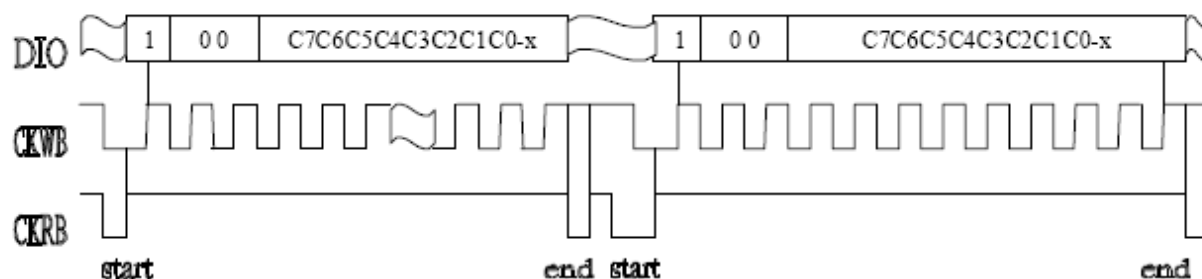 DIO 1 0 0 C7C6C5C4C3C2C1C0-x 1 0 0 C7C6C5C4C3C2C1C0-x
CKWB
CKRB
start end start end